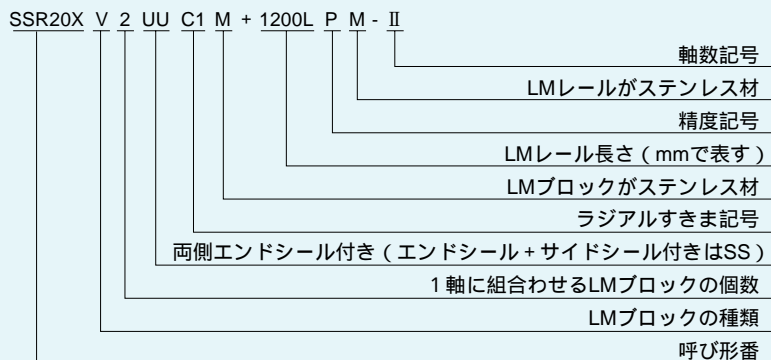 SSR20X V 2 UU C1 M + 1200L P M - Ⅱ
軸数記号
LMレールがステンレス材
精度記号
LMレール長さ（mmで表す）
LMブロックがステンレス材
ラジアルすきま記号
両側エンドシール付き（エンドシール + サイドシール付きはSS）
1 軸に組合わせるLMブロックの個数
LMブロックの種類
呼び形番